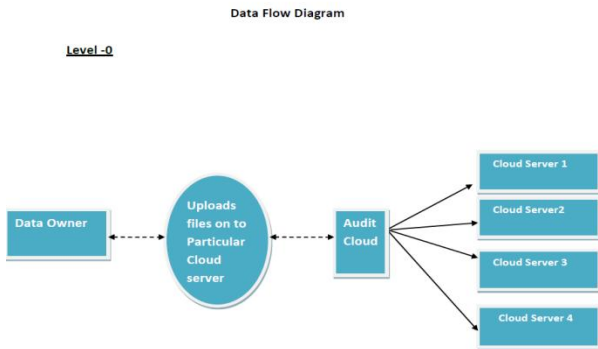 Data Flow Diagram
Level -0
Data Owner
Uploads
files on to
Particular
Cloud
server
Audit
Cloud
Cloud Server 1
Cloud Server2
Cloud Server 3
Cloud Server 4